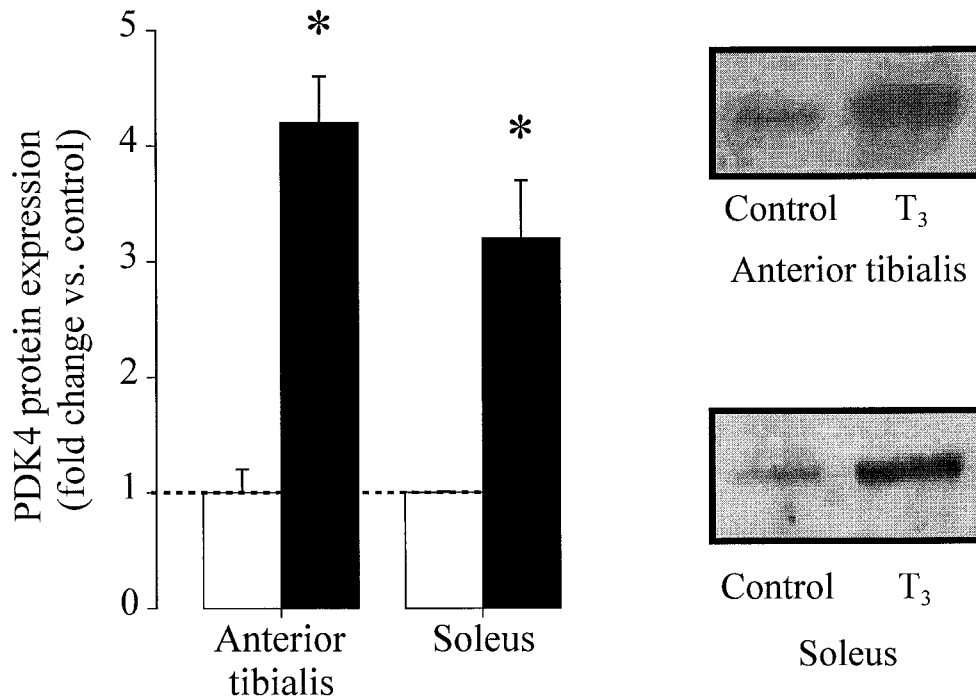 PDK4 protein expression
(fold change vs. control)
5
4
3
2
1
0
*
*
Anterior
tibialis
Soleus
Control T₃
Anterior tibialis
Control T₃
Soleus